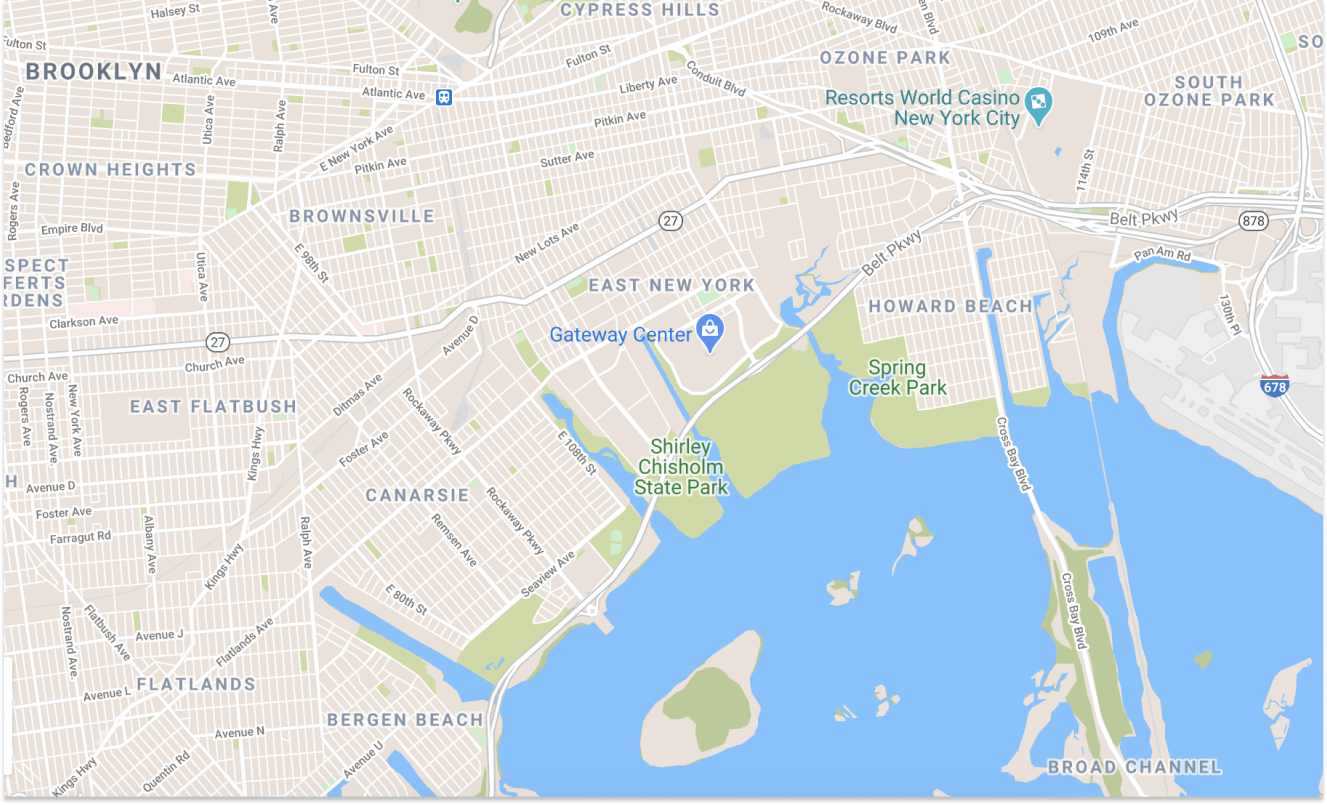 CYPRESS HILLS
Halsey St
Ave
Rockaway Blvd
en Blvd
109th Ave
Fulton St
Fulton St
Fulton St
OZONE PARK
SO
BROOKLYN
Atlantic Ave
Atlantic Ave
Liberty Ave
Conduit Blvd
SOUTH
OZONE PARK
Resorts World Casino
New York City
Bedford Ave
Utica Ave
Ralph Ave
Pitkin Ave
E New York Ave
Pitkin Ave
Sutter Ave
CROWN HEIGHTS
114th St
Rogers Ave
BROWNSVILLE
27
Belt Pkwy
878
Empire Blvd
New Lots Ave
Belt Pkwy
Pan Am Rd
E 98th St
SPECT
FERTS
RDENS
Utica Ave
EAST NEW YORK
HOWARD BEACH
130th Pl
Clarkson Ave
Avenue D
Gateway Center
27
Church Ave
Church Ave
Spring
Creek Park
678
Ditmas Ave
Rockaway Pkwy
Rogers Ave
Nostrand Ave.
New York Ave
EAST FLATBUSH
Foster Ave
Kings Hwy
E 108th St
Shirley
Chisholm
State Park
Cross Bay Blvd
H
Avenue D
CANARSIE
Rockaway Pkwy
Foster Ave
Farragut Rd
Albany Ave
Ralph Ave
Remsen Ave
Kings Hwy
Seaview Ave
E 80th St
Cross Bay Blvd
Nostrand Ave.
Flatbush Ave
Avenue J
Flatlands Ave
Avenue L
FLATLANDS
BERGEN BEACH
Avenue N
Kings Hwy
Quentin Rd
Avenue U
BROAD CHANNEL